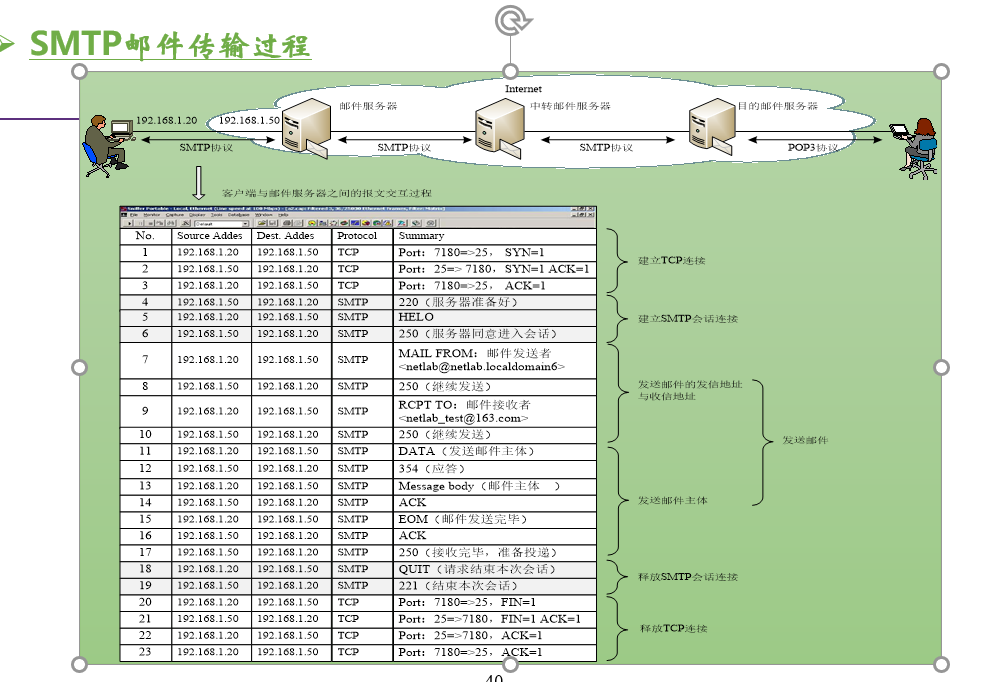 SMTP邮件传输过程
Internet
邮件服务器
中转邮件服务器
目的邮件服务器
192.168.1.20
192.168.1.50
SMTP协议
SMTP协议
SMTP协议
POP3协议
客户端与邮件服务器之间的报文交互过程
No. Source Addes Dest. Addes Protocol Summary
1 192.168.1.20 192.168.1.50 TCP Port：7180=>25， SYN=1
2 192.168.1.50 192.168.1.20 TCP Port：25=> 7180，SYN=1 ACK=1
3 192.168.1.20 192.168.1.50 TCP Port：7180=>25， ACK=1
建立TCP连接
4 192.168.1.50 192.168.1.20 SMTP 220（服务器准备好）
5 192.168.1.20 192.168.1.50 SMTP HELO
6 192.168.1.50 192.168.1.20 SMTP 250（服务器同意进入会话）
建立SMTP会话连接
7 192.168.1.20 192.168.1.50 SMTP MAIL FROM：邮件发送者
<netlab@netlab.localdomain6>
8 192.168.1.50 192.168.1.20 SMTP 250（继续发送）
9 192.168.1.20 192.168.1.50 SMTP RCPT TO：邮件接收者
<netlab_test@163.com>
10 192.168.1.50 192.168.1.20 SMTP 250（继续发送）
发送邮件的发信地址
与收信地址
发送邮件
11 192.168.1.20 192.168.1.50 SMTP DATA（发送邮件主体）
12 192.168.1.50 192.168.1.20 SMTP 354（应答）
13 192.168.1.20 192.168.1.50 SMTP Message body（邮件主体 ）
14 192.168.1.50 192.168.1.20 SMTP ACK
15 192.168.1.20 192.168.1.50 SMTP EOM（邮件发送完毕）
16 192.168.1.50 192.168.1.20 SMTP ACK
17 192.168.1.50 192.168.1.20 SMTP 250（接收完毕，准备投递）
发送邮件主体
18 192.168.1.20 192.168.1.50 SMTP QUIT（请求结束本次会话）
19 192.168.1.50 192.168.1.20 SMTP 221（结束本次会话）
释放SMTP会话连接
20 192.168.1.20 192.168.1.50 TCP Port：7180=>25，FIN=1
21 192.168.1.50 192.168.1.20 TCP Port：25=>7180，FIN=1 ACK=1
22 192.168.1.50 192.168.1.20 TCP Port：25=>7180，ACK=1
23 192.168.1.20 192.168.1.50 TCP Port：7180=>25，ACK=1
释放TCP连接
40